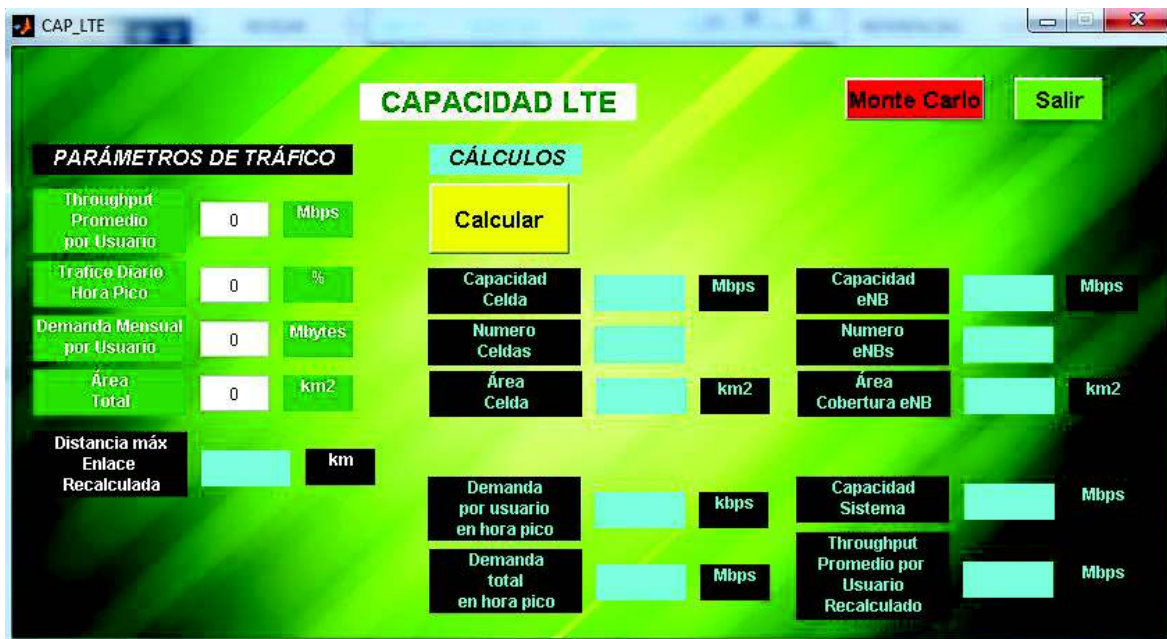 CAP_LTE
CAPACIDAD LTE
Monte Carlo
Salir
PARÁMETROS DE TRÁFICO
Throughput
Promedio
por Usuario
0
Mbps
Trafico Diario
Hora Pico
0
%
Demanda Mensual
por Usuario
0
Mbytes
Área
Total
0
km2
Distancia máx
Enlace
Recalculada
km
CÁLCULOS
Calcular
Capacidad
Celda
Mbps
Numero
Celdas
Área
Celda
km2
Demanda
por usuario
en hora pico
kbps
Demanda
total
en hora pico
Mbps
Capacidad
eNB
Mbps
Numero
eNBs
Área
Cobertura eNB
km2
Capacidad
Sistema
Mbps
Throughput
Promedio por
Usuario
Recalculado
Mbps